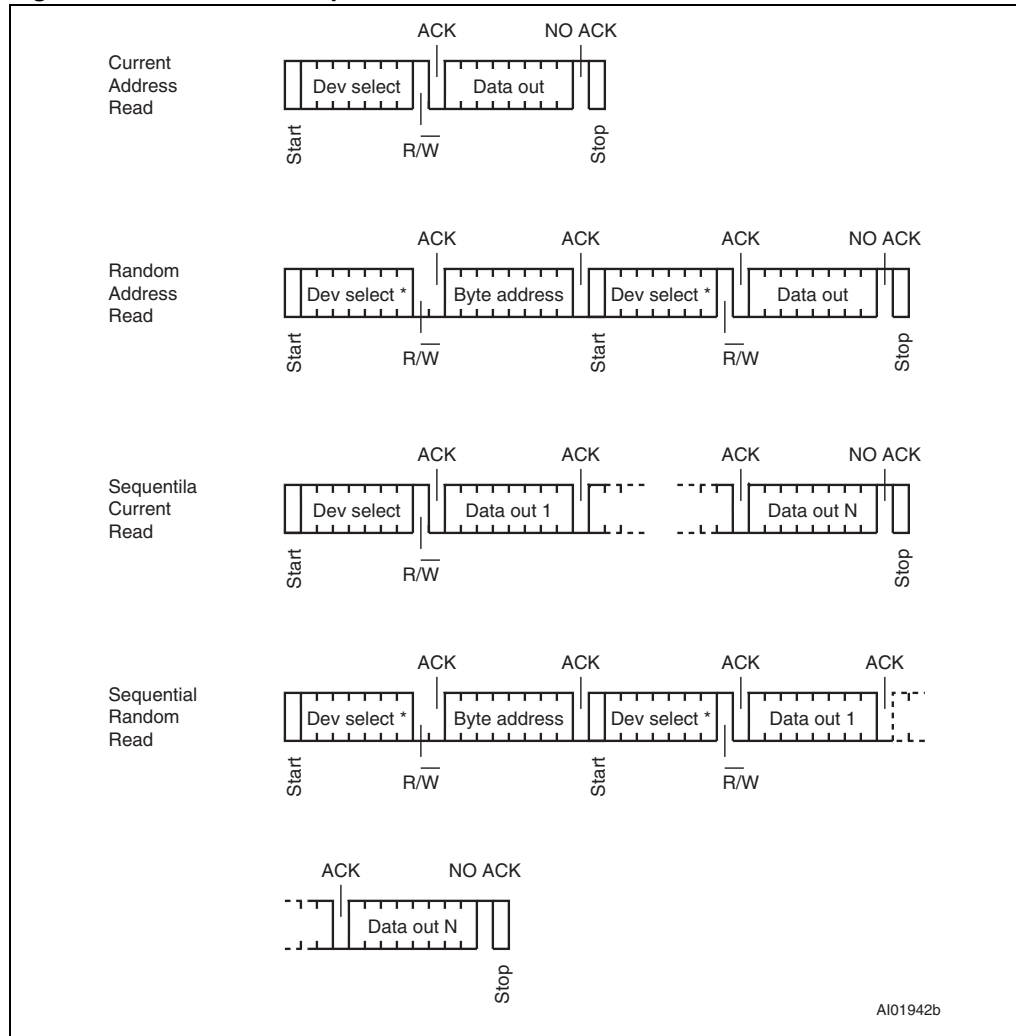 ACK NO ACK
Current
Address
Read
Dev select Data out
Start R/W̅ Stop
ACK ACK ACK NO ACK
Random
Address
Read
Dev select * Byte address Dev select * Data out
Start R/W̅ Start R̅/W Stop
ACK ACK ACK NO ACK
Sequentila
Current
Read
Dev select Data out 1 Data out N
Start R/W̅ Stop
ACK ACK ACK ACK
Sequential
Random
Read
Dev select * Byte address Dev select * Data out 1
Start R/W̅ Start R̅/W
ACK NO ACK
Data out N
Stop
AI01942b